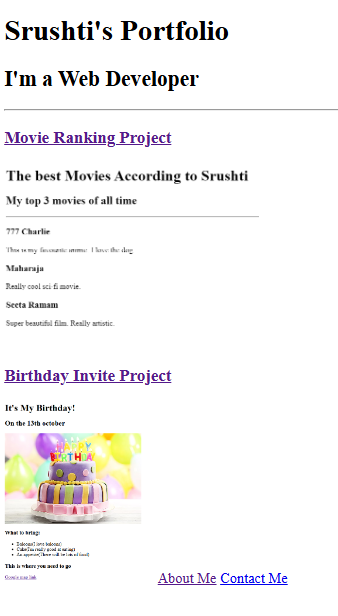 Srushti's Portfolio
I'm a Web Developer
Movie Ranking Project
The best Movies According to Srushti
My top 3 movies of all time
777 Charlie
This is my favourite anime. I love the dog.
Maharaja
Really cool sci-fi movie.
Seeta Ramam
Super beautiful film. Really artistic.
Birthday Invite Project
It's My Birthday!
On the 13th october
HAPPY
BIRTHDAY
What to bring:
Baloons(I love baloons)
Cake(I'm really good at eating)
An appetite(There will be lots of food)
This is where you need to go
Google map link
About Me Contact Me